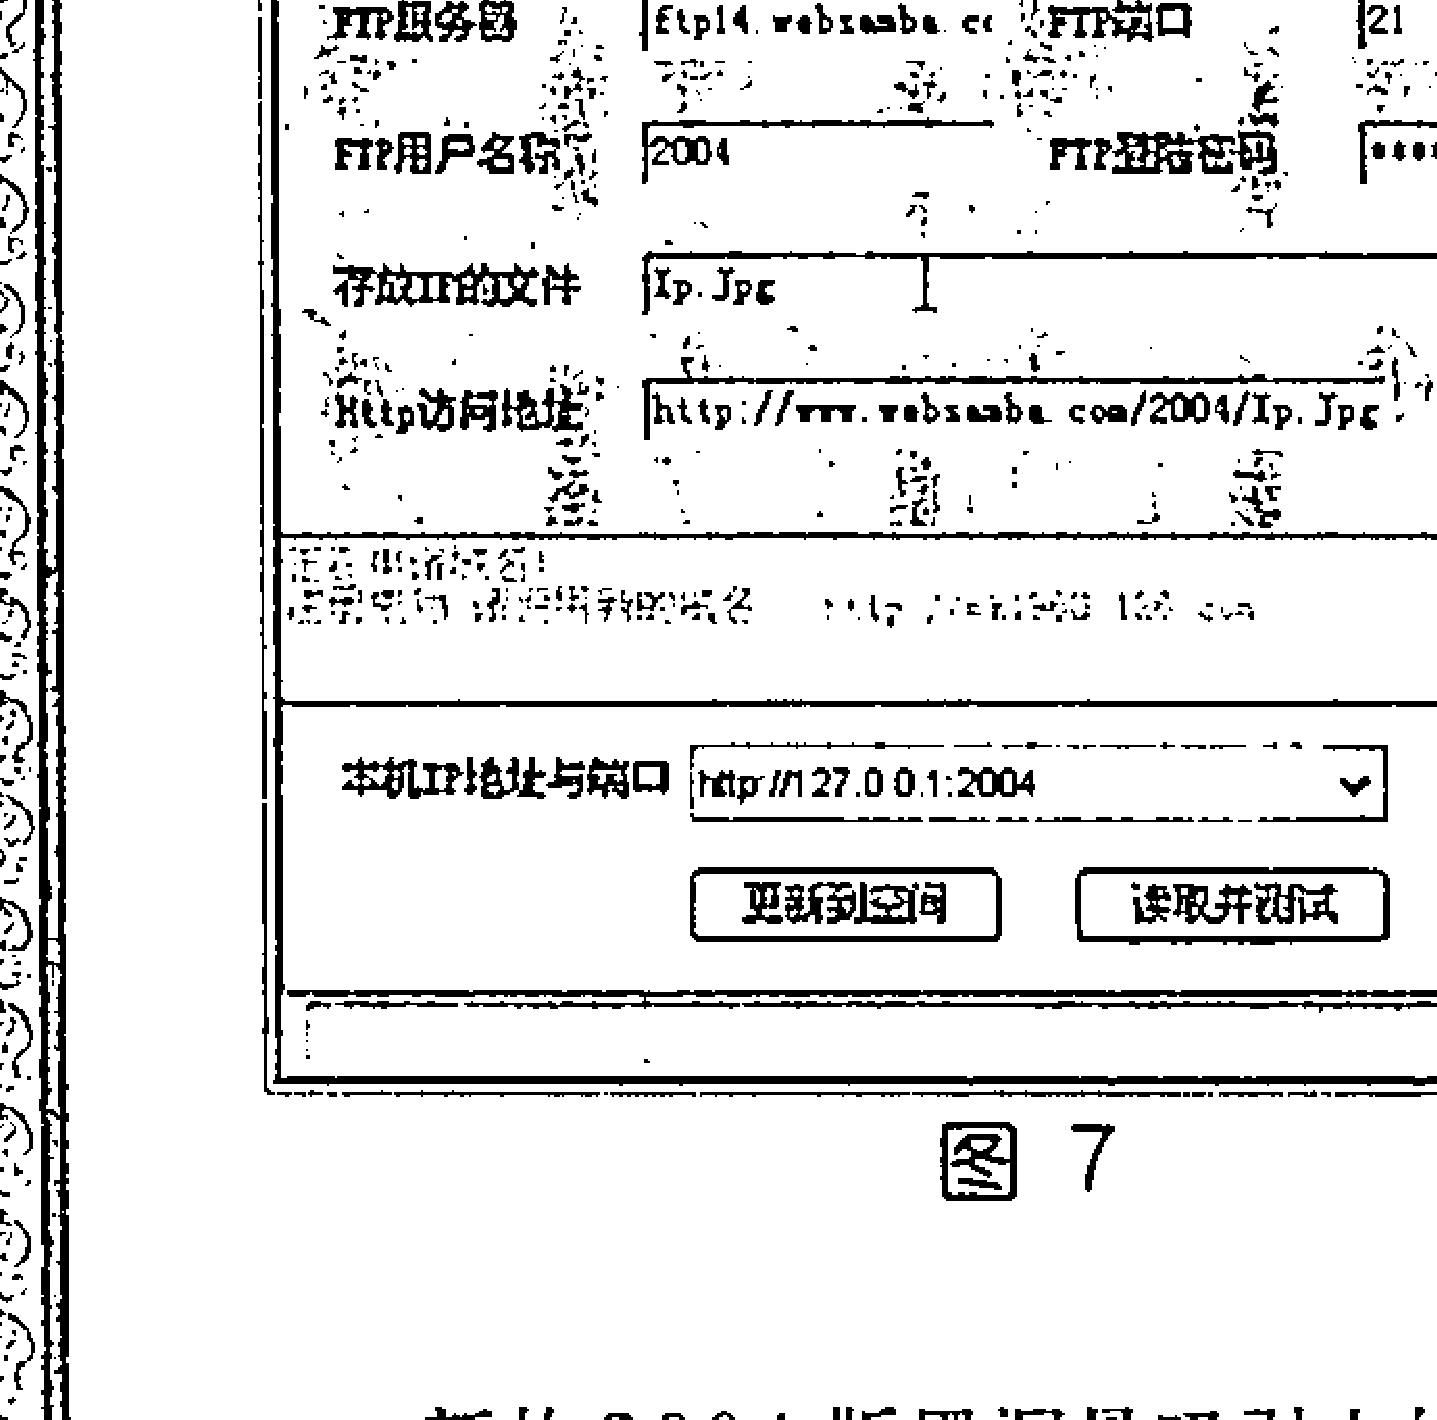 FTP服务器 ftp14.websamba.co FTP端口 21
FTP用户名称 2004 FTP登陆密码 ****
存放IP的文件 Ip.Jpg
Http访问地址 http://www.websamba.com/2004/Ip.Jpg
本机IP地址与端口 http://127.0.0.1:2004
更新到空间 读取并测试
图 7